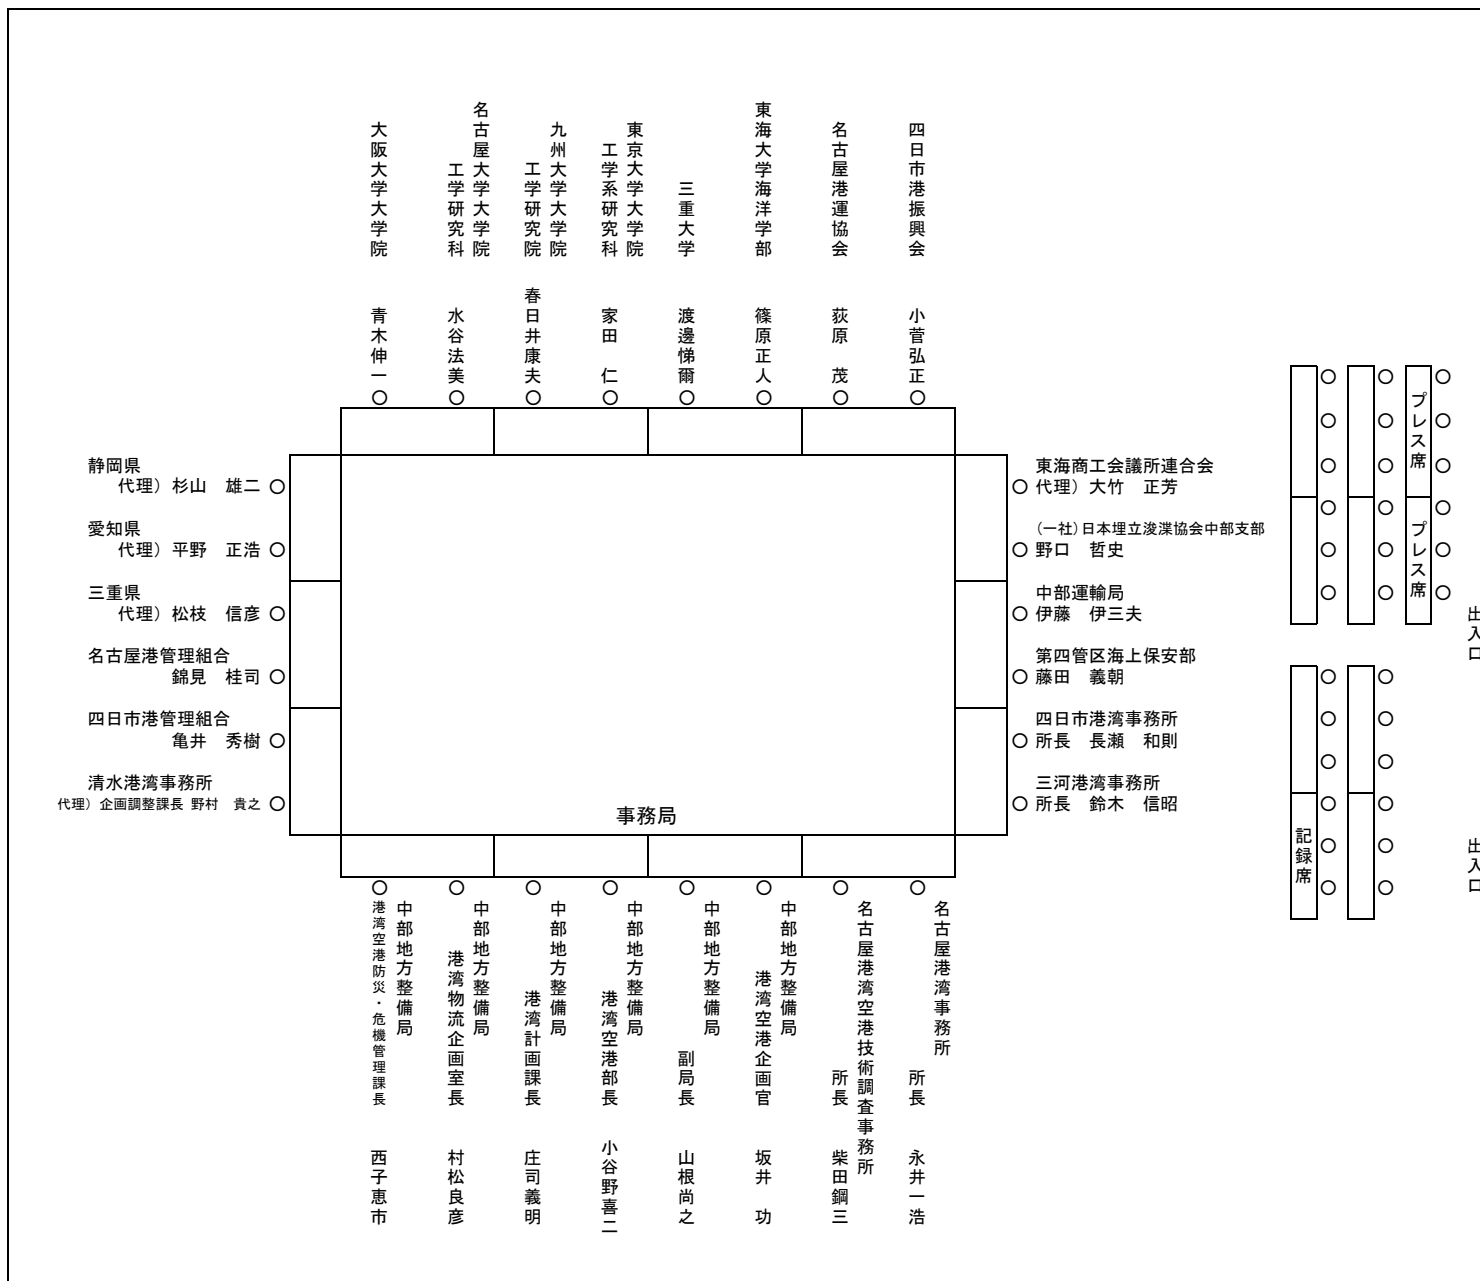 大阪大学大学院
青木伸一
名古屋大学大学院
工学研究科
水谷法美
九州大学大学院
工学研究院
春日井康夫
東京大学大学院
工学系研究科
家田　仁
三重大学
渡邊悌爾
東海大学海洋学部
篠原正人
名古屋港運協会
荻原　茂
四日市港振興会
小菅弘正
静岡県
代理）杉山　雄二
愛知県
代理）平野　正浩
三重県
代理）松枝　信彦
名古屋港管理組合
錦見　桂司
四日市港管理組合
亀井　秀樹
清水港湾事務所
代理）企画調整課長 野村　貴之
東海商工会議所連合会
代理）大竹　正芳
（一社）日本埋立浚渫協会中部支部
野口　哲史
中部運輸局
伊藤　伊三夫
第四管区海上保安部
藤田　義朝
四日市港湾事務所
所長　長瀬　和則
三河港湾事務所
所長　鈴木　信昭
事務局
中部地方整備局
港湾空港防災・危機管理課長
西子恵市
中部地方整備局
港湾物流企画室長
村松良彦
中部地方整備局
港湾計画課長
庄司義明
中部地方整備局
港湾空港部長
小谷野喜二
中部地方整備局
副局長
山根尚之
中部地方整備局
港湾空港企画官
坂井　功
名古屋港湾空港技術調査事務所
所長
柴田鋼三
名古屋港湾事務所
所長
永井一浩
プレス席
プレス席
記録席
出入口
出入口